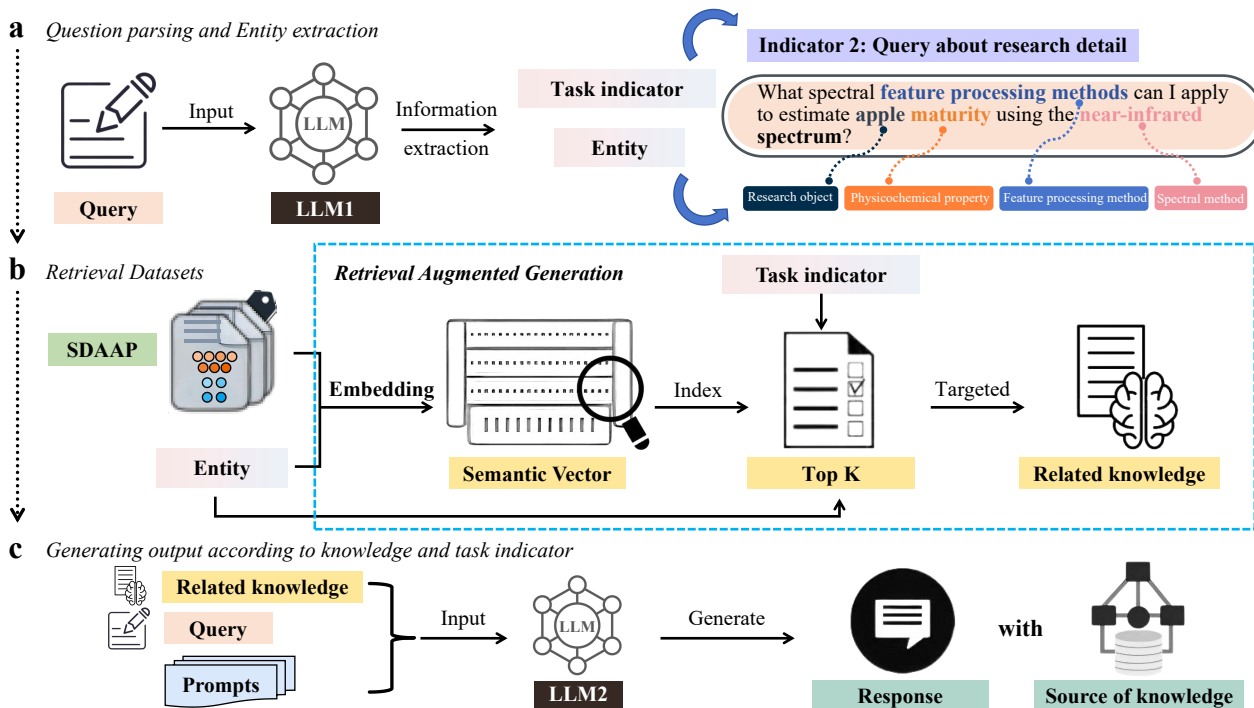 a Question parsing and Entity extraction
Indicator 2: Query about research detail
What spectral feature processing methods can I apply
to estimate apple maturity using the near-infrared
spectrum?
Research object
Physicochemical property
Feature processing method
Spectral method
Input
LLM
Information
extraction
Task indicator
Entity
Query
LLM1
b Retrieval Datasets
Retrieval Augmented Generation
Task indicator
SDAAP
Embedding
Index
Targeted
Entity
Semantic Vector
Top K
Related knowledge
c Generating output according to knowledge and task indicator
Related knowledge
Query
Prompts
Input
LLM
Generate
with
LLM2
Response
Source of knowledge